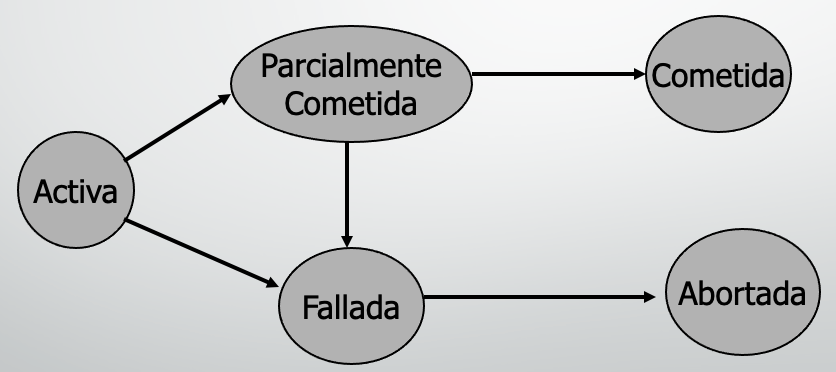 Parcialmente
Cometida
Cometida
Activa
Fallada
Abortada